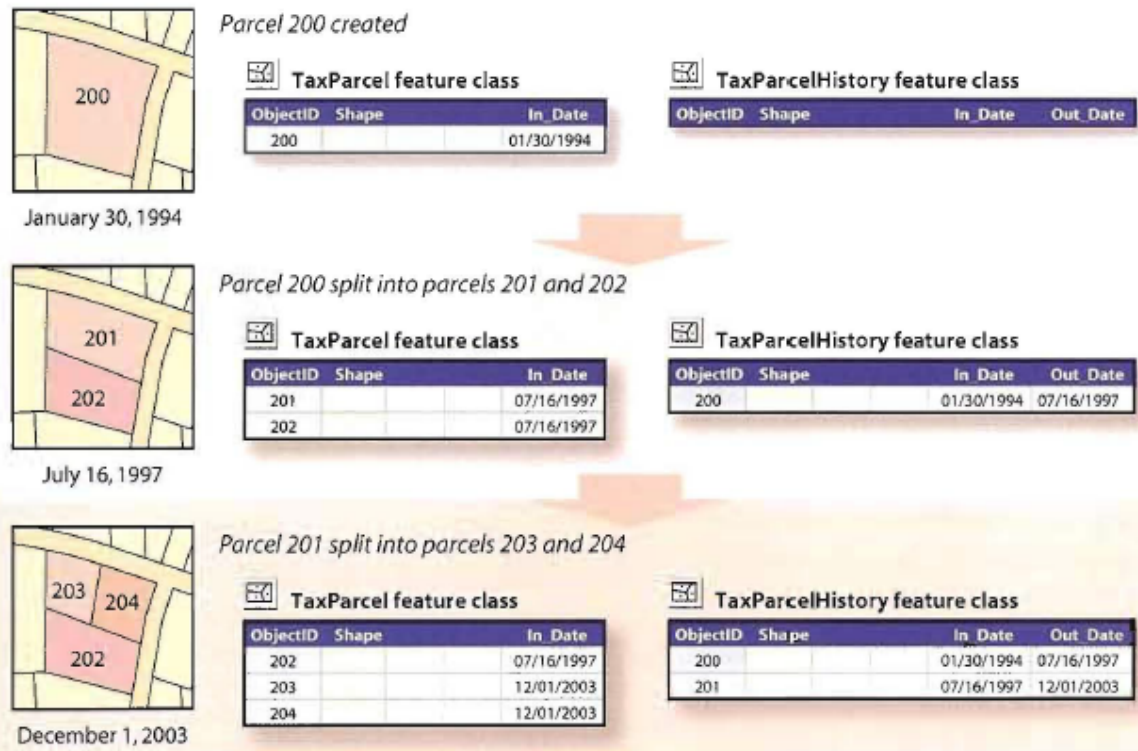 Parcel 200 created
200
January 30, 1994
TaxParcel feature class
ObjectID Shape In_Date
200 01/30/1994
TaxParcelHistory feature class
ObjectID Shape In_Date Out_Date
Parcel 200 split into parcels 201 and 202
201
202
July 16, 1997
TaxParcel feature class
ObjectID Shape In_Date
201 07/16/1997
202 07/16/1997
TaxParcelHistory feature class
ObjectID Shape In_Date Out_Date
200 01/30/1994 07/16/1997
Parcel 201 split into parcels 203 and 204
203 204
202
December 1, 2003
TaxParcel feature class
ObjectID Shape In_Date
202 07/16/1997
203 12/01/2003
204 12/01/2003
TaxParcelHistory feature class
ObjectID Shape In_Date Out_Date
200 01/30/1994 07/16/1997
201 07/16/1997 12/01/2003